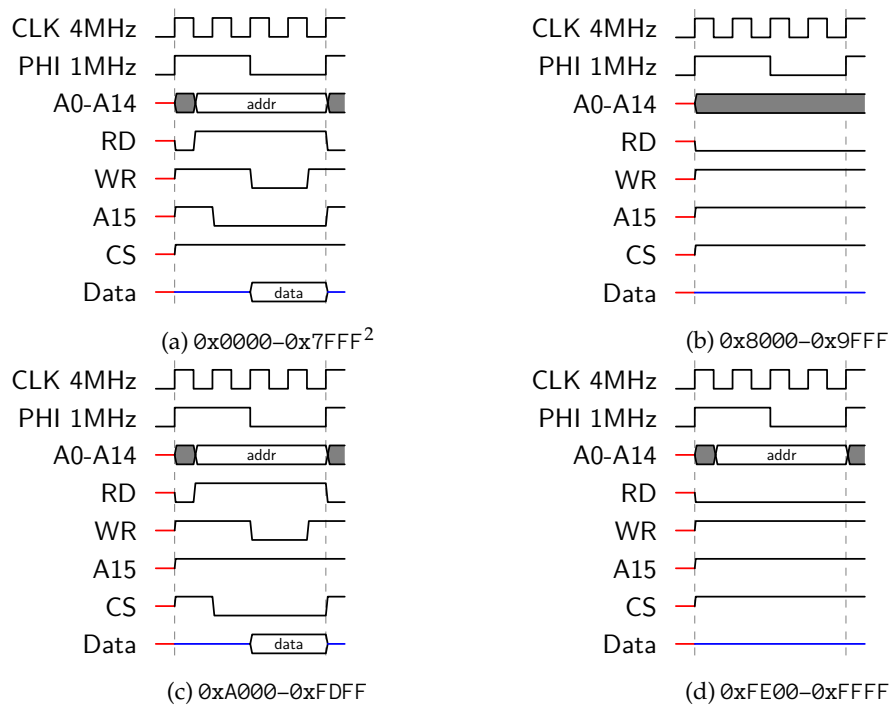 CLK 4MHz
PHI 1MHz
A0-A14
addr
RD
WR
A15
CS
Data
data
(a) 0x0000–0x7FFF²
CLK 4MHz
PHI 1MHz
A0-A14
RD
WR
A15
CS
Data
(b) 0x8000–0x9FFF
CLK 4MHz
PHI 1MHz
A0-A14
addr
RD
WR
A15
CS
Data
data
(c) 0xA000–0xFDFF
CLK 4MHz
PHI 1MHz
A0-A14
addr
RD
WR
A15
CS
Data
(d) 0xFE00–0xFFFF